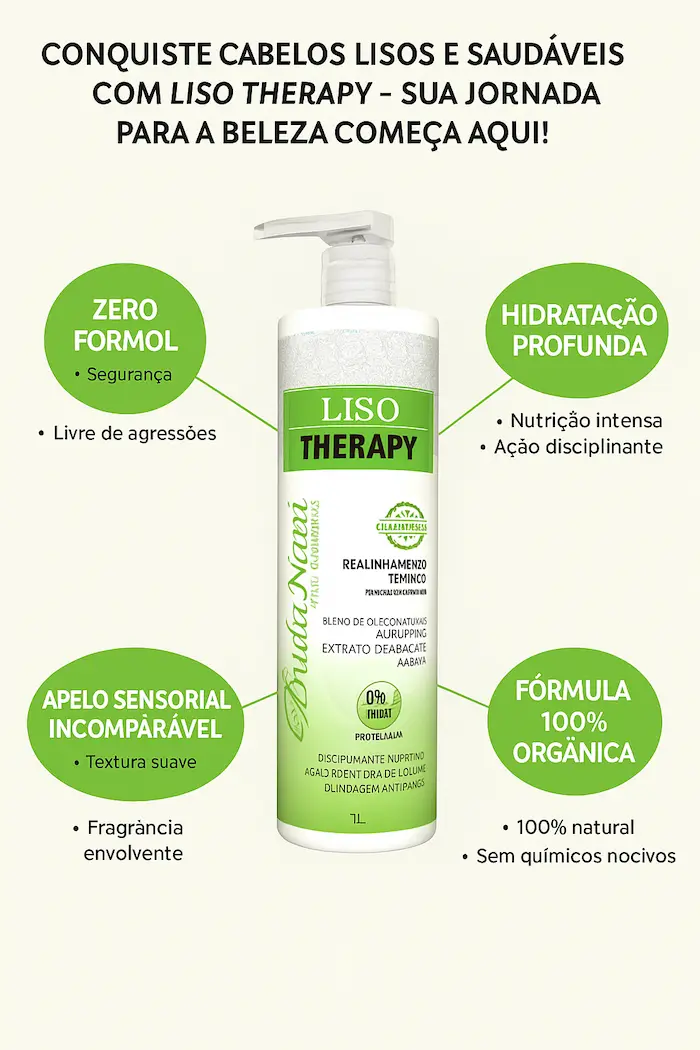 CONQUISTE CABELOS LISOS E SAUDÁVEIS
COM LISO THERAPY – SUA JORNADA
PARA A BELEZA COMEÇA AQUI!
ZERO
FORMOL
• Segurança
• Livre de agressões
HIDRATAÇÃO
PROFUNDA
• Nutrição intensa
• Ação disciplinante
LISO
THERAPY
REALINHAMENZO
TEMINCO
BLENO DE OLECONATUXAIS
AURUPPING
EXTRATO DEABACATE
AABAYA
0%
THIDAT
PROTELAALM
DISCIPUMANTE NUPRTINO
AGALO RDENT DRA DE LOLUME
DLINDAGEM ANTIPANGIS
1L
APELO SENSORIAL
INCOMPÀRÁVEL
• Textura suave
• Fragrància
envolvente
FÓRMULA
100%
ORGÄNICA
• 100% natural
• Sem químicos nocivos